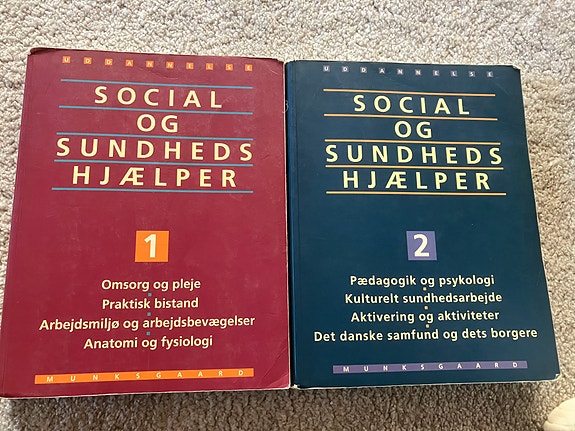 UDDANNELSE
SOCIAL
OG
SUNDHEDS
HJÆLPER
1
Omsorg og pleje
Praktisk bistand
Arbejdsmiljø og arbejdsbevægelser
Anatomi og fysiologi
MUNKSGAARD
UDDANNELSE
SOCIAL
OG
SUNDHEDS
HJÆLPER
2
Pædagogik og psykologi
Kulturelt sundhedsarbejde
Aktivering og aktiviteter
Det danske samfund og dets borgere
MUNKSGAARD